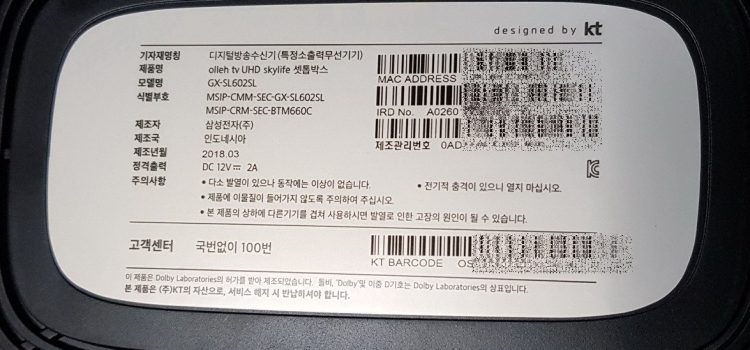 designed by kt
기자재명칭 디지털방송수신기(특정소출력무선기기)
제품명 olleh tv UHD skylife 셋톱박스
모델명 GX-SL602SL
식별부호 MSIP-CMM-SEC-GX-SL602SL
MSIP-CRM-SEC-BTM660C
제조자 삼성전자(주)
제조국 인도네시아
제조년월 2018.03
정격출력 DC 12V 2A
MAC ADDRESS
IRD No. A0260
제조관리번호 0AD
주의사항 • 다소 발열이 있으나 동작에는 이상이 없습니다. • 전기적 충격이 있으니 열지 마십시오.
• 제품에 이물질이 들어가지 않도록 주의하여 주십시오.
• 본 제품의 상하에 다른기기를 겹쳐 사용하시면 발열로 인한 고장의 원인이 될 수 있습니다.
고객센터 국번없이 100번
KT BARCODE OS
이 제품은 Dolby Laboratories의 허가를 받아 제조되었습니다. 돌비, 'Dolby'및 이중 D기호는 Dolby Laboratories의 상표입니다.
본 제품은 (주)KT의 자산으로, 서비스 해지 시 반납하셔야 합니다.